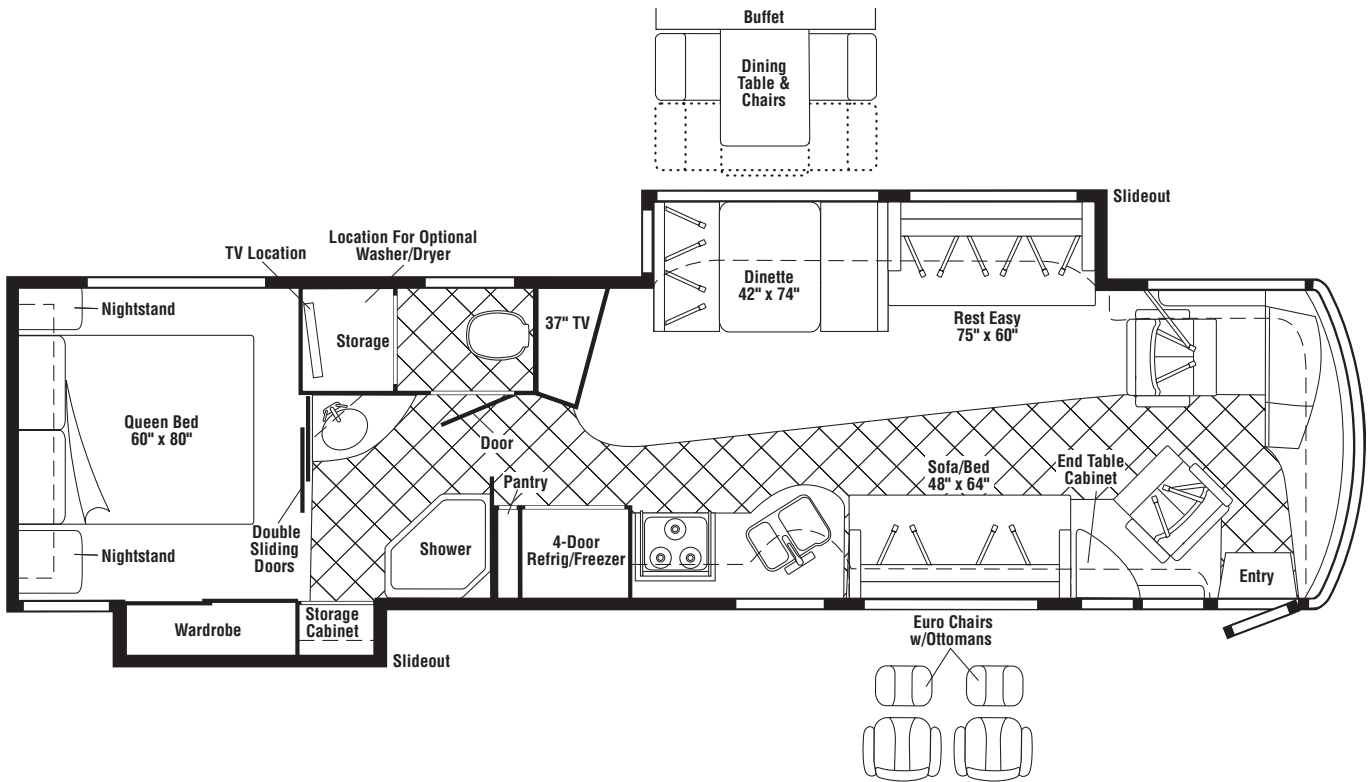 Buffet
Dining
Table &
Chairs
Slideout
Location For Optional
Washer/Dryer
TV Location
Nightstand
Storage
37" TV
Dinette
42" x 74"
Rest Easy
75" x 60"
Queen Bed
60" x 80"
Door
Pantry
Sofa/Bed
48" x 64"
End Table
Cabinet
Double
Sliding
Doors
Nightstand
Shower
4-Door
Refrig/Freezer
Entry
Wardrobe
Storage
Cabinet
Slideout
Euro Chairs
w/Ottomans